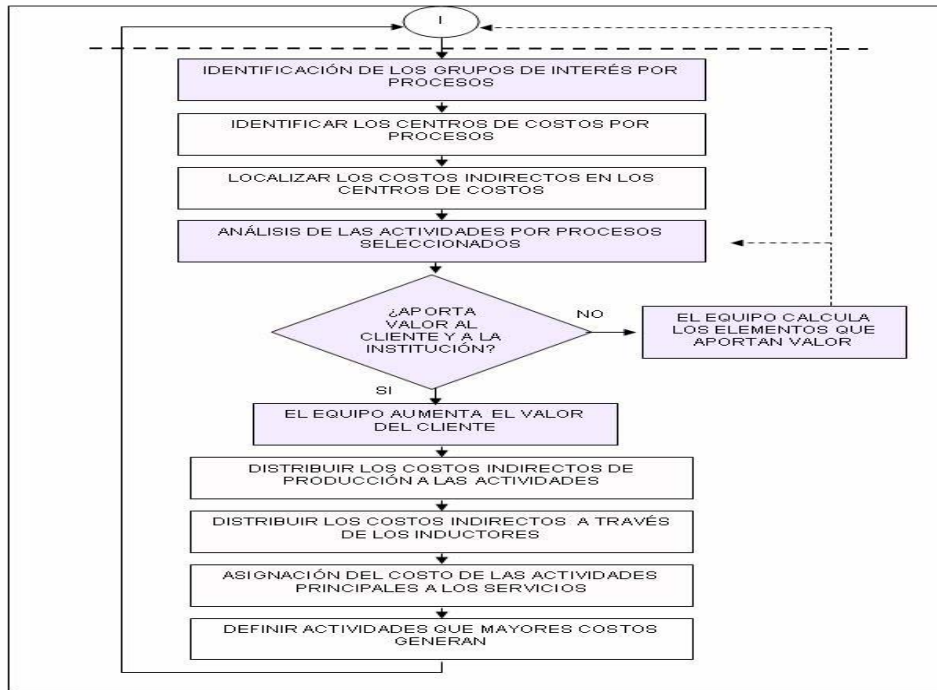 I
IDENTIFICACIÓN DE LOS GRUPOS DE INTERÉS POR
PROCESOS
IDENTIFICAR LOS CENTROS DE COSTOS POR
PROCESOS
LOCALIZAR LOS COSTOS INDIRECTOS EN LOS
CENTROS DE COSTOS
ANÁLISIS DE LAS ACTIVIDADES POR PROCESOS
SELECCIONADOS
¿APORTA
VALOR AL
CLIENTE Y A LA
INSTITUCIÓN?
NO
EL EQUIPO CALCULA
LOS ELEMENTOS QUE
APORTAN VALOR
SI
EL EQUIPO AUMENTA EL VALOR
DEL CLIENTE
DISTRIBUIR LOS COSTOS INDIRECTOS DE
PRODUCCIÓN A LAS ACTIVIDADES
DISTRIBUIR LOS COSTOS INDIRECTOS A TRAVÉS
DE LOS INDUCTORES
ASIGNACIÓN DEL COSTO DE LAS ACTIVIDADES
PRINCIPALES A LOS SERVICIOS
DEFINIR ACTIVIDADES QUE MAYORES COSTOS
GENERAN